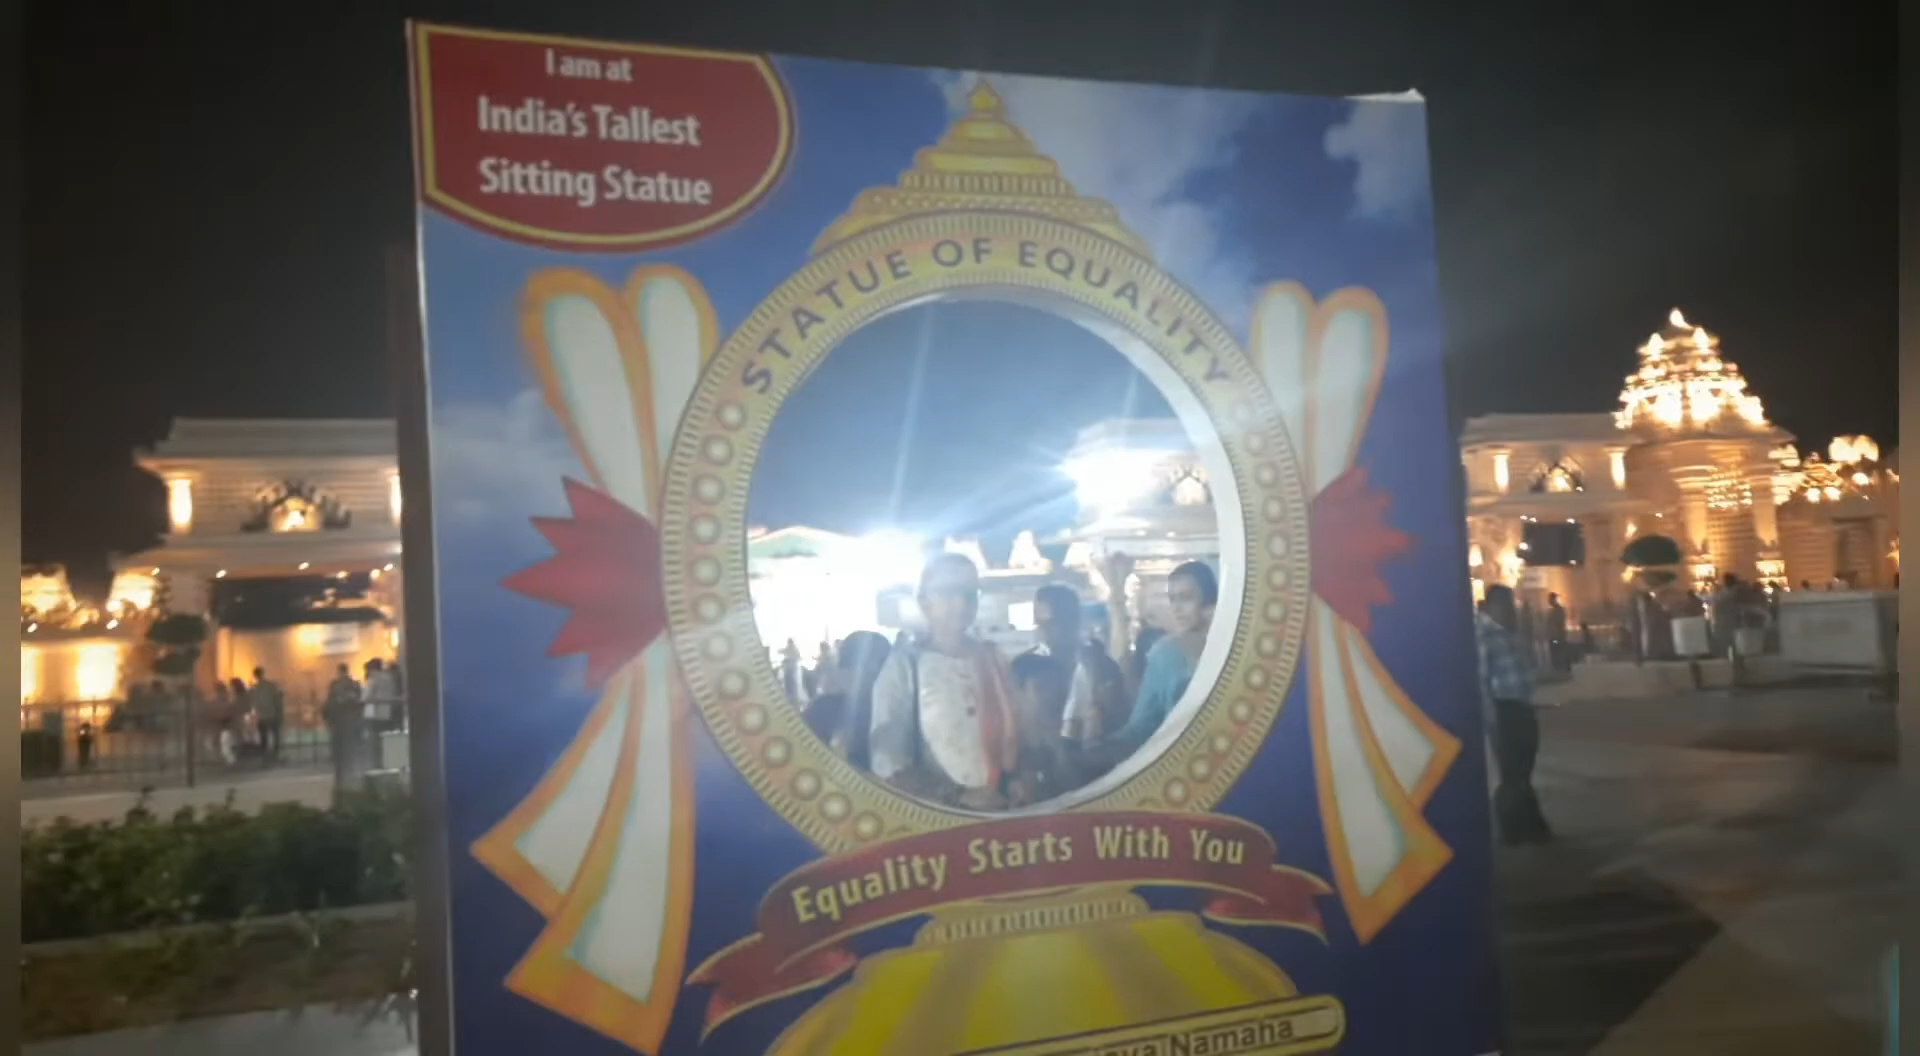 I am at
India's Tallest
Sitting Statue
STATUE OF EQUALITY
Equality Starts With You
Namaha